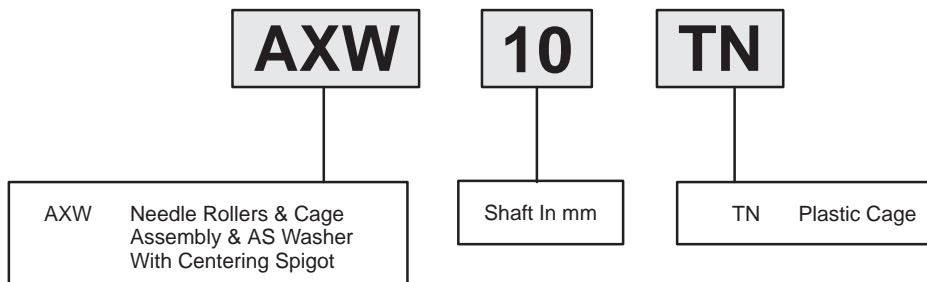 AXW 10 TN
AXW Needle Rollers & Cage
Assembly & AS Washer
With Centering Spigot
Shaft In mm
TN Plastic Cage